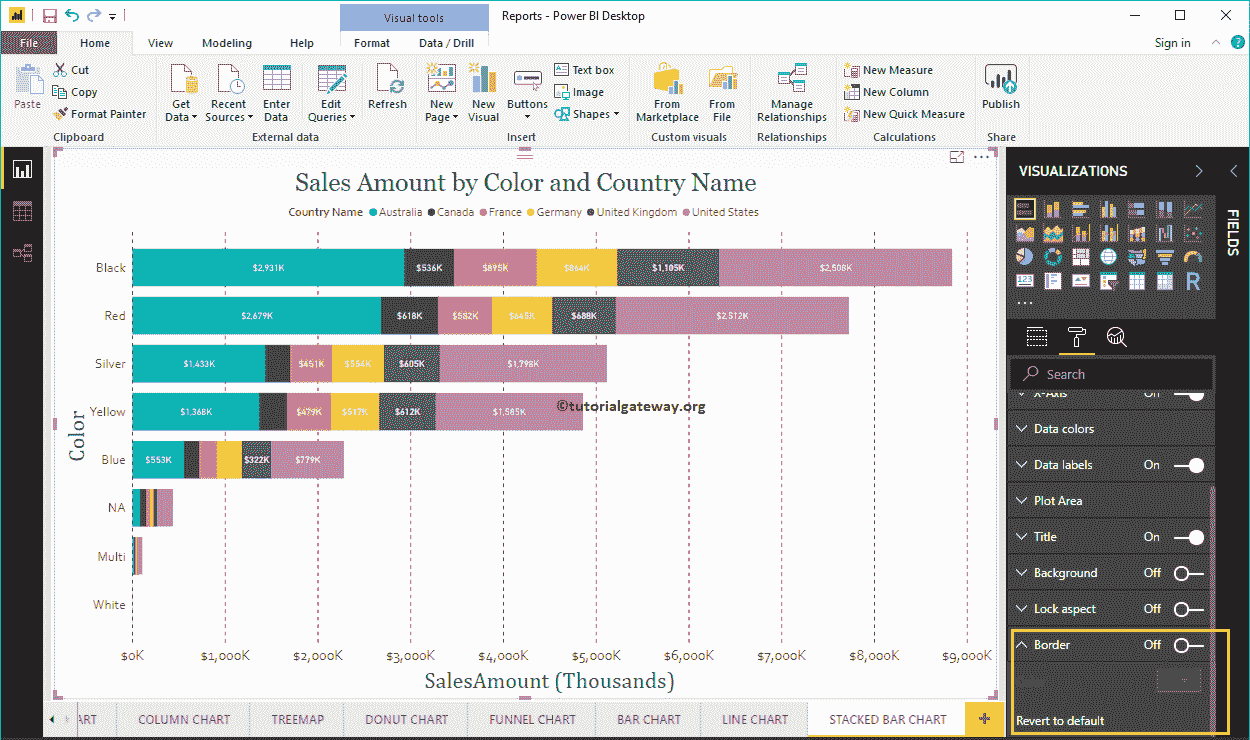 Visual tools
Reports - Power BI Desktop
File
Home
View
Modeling
Help
Format
Data / Drill
Sign in
Paste
Cut
Copy
Format Painter
Clipboard
Get Data
Recent Sources
Enter Data
Edit Queries
External data
Refresh
New Page
New Visual
Buttons
Text box
Image
Shapes
Insert
From Marketplace
From File
Custom visuals
Manage Relationships
Relationships
New Measure
New Column
New Quick Measure
Calculations
Publish
Share
Sales Amount by Color and Country Name
Country Name Australia Canada France Germany United Kingdom United States
Black $2,931K $536K $895K $864K $1,105K $2,508K
Red $2,679K $618K $582K $645K $688K $2,512K
Silver $1,433K $451K $554K $605K $1,798K
©tutorialgateway.org
Yellow $1,368K $479K $517K $612K $1,585K
Blue $553K $322K $779K
NA
Multi
White
Color
$0K $1,000K $2,000K $3,000K $4,000K $5,000K $6,000K $7,000K $8,000K $9,000K
SalesAmount (Thousands)
ART
COLUMN CHART
TREEMAP
DONUT CHART
FUNNEL CHART
BAR CHART
LINE CHART
STACKED BAR CHART
VISUALIZATIONS
FIELDS
123
R
Search
X-Axis On
Data colors
Data labels On
Plot Area
Title On
Background Off
Lock aspect Off
Border Off
Revert to default